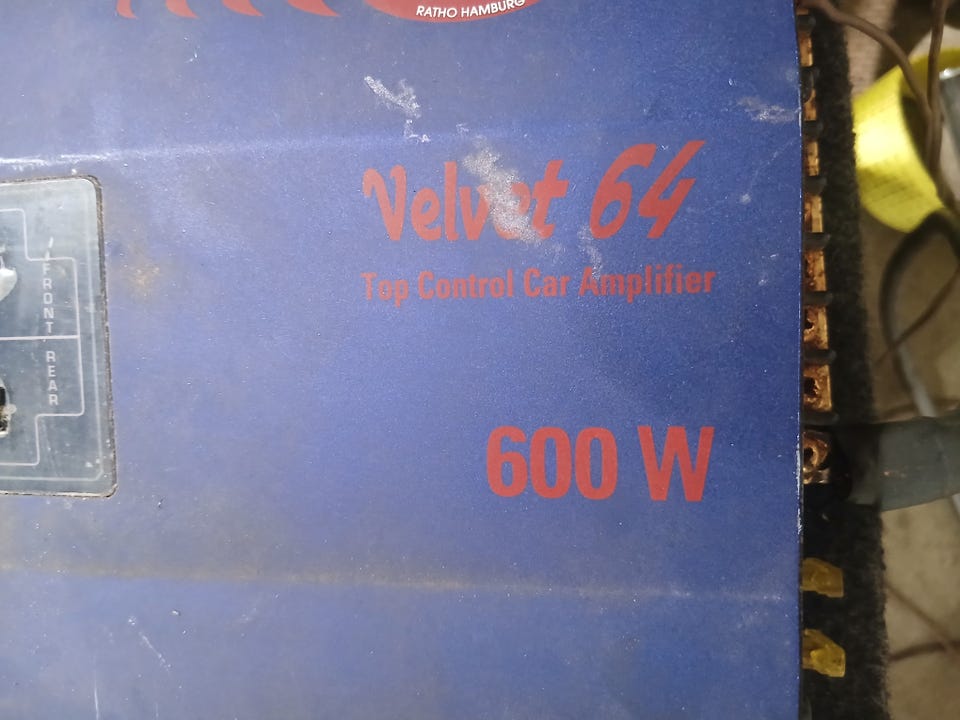 RATHO HAMBURG
Velvet 64
Top Control Car Amplifier
FRONT
REAR
600 W